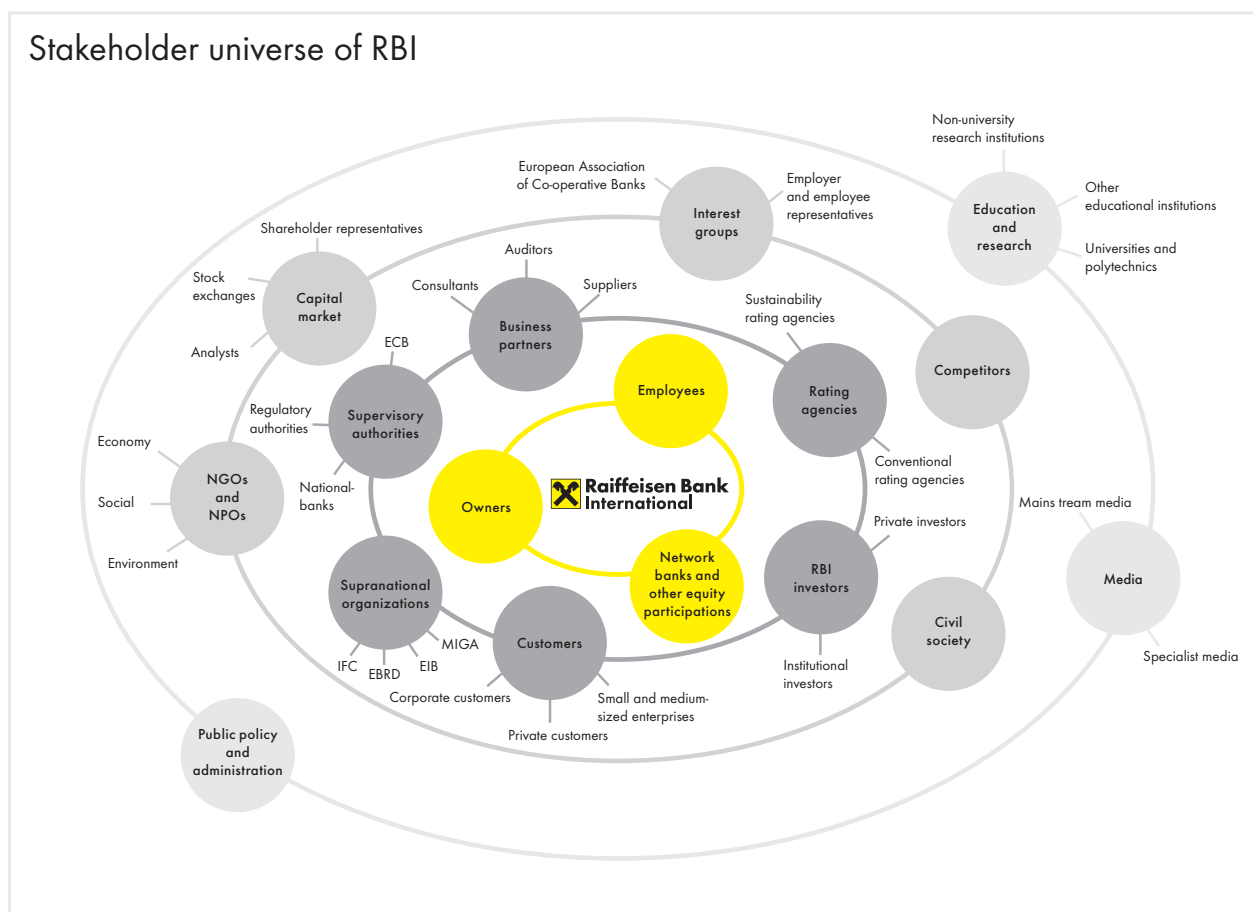 Stakeholder universe of RBI
Non-university
research institutions
European Association
of Co-operative Banks
Employer
and employee
representatives
Interest
groups
Other
educational institutions
Education
and
research
Universities and
polytechnics
Shareholder representatives
Stock
exchanges
Capital
market
Analysts
Auditors
Consultants
Suppliers
Business
partners
Sustainability
rating agencies
Competitors
ECB
Regulatory
authorities
Supervisory
authorities
National-
banks
Employees
Rating
agencies
Conventional
rating agencies
Economy
Social
Environment
NGOs
and
NPOs
Owners
Raiffeisen Bank
International
Network
banks and
other equity
participations
Private investors
RBI
investors
Institutional
investors
Mains tream media
Media
Specialist media
Supranational
organizations
IFC
EBRD
EIB
MIGA
Customers
Corporate customers
Private customers
Small and medium-
sized enterprises
Civil
society
Public policy
and
administration